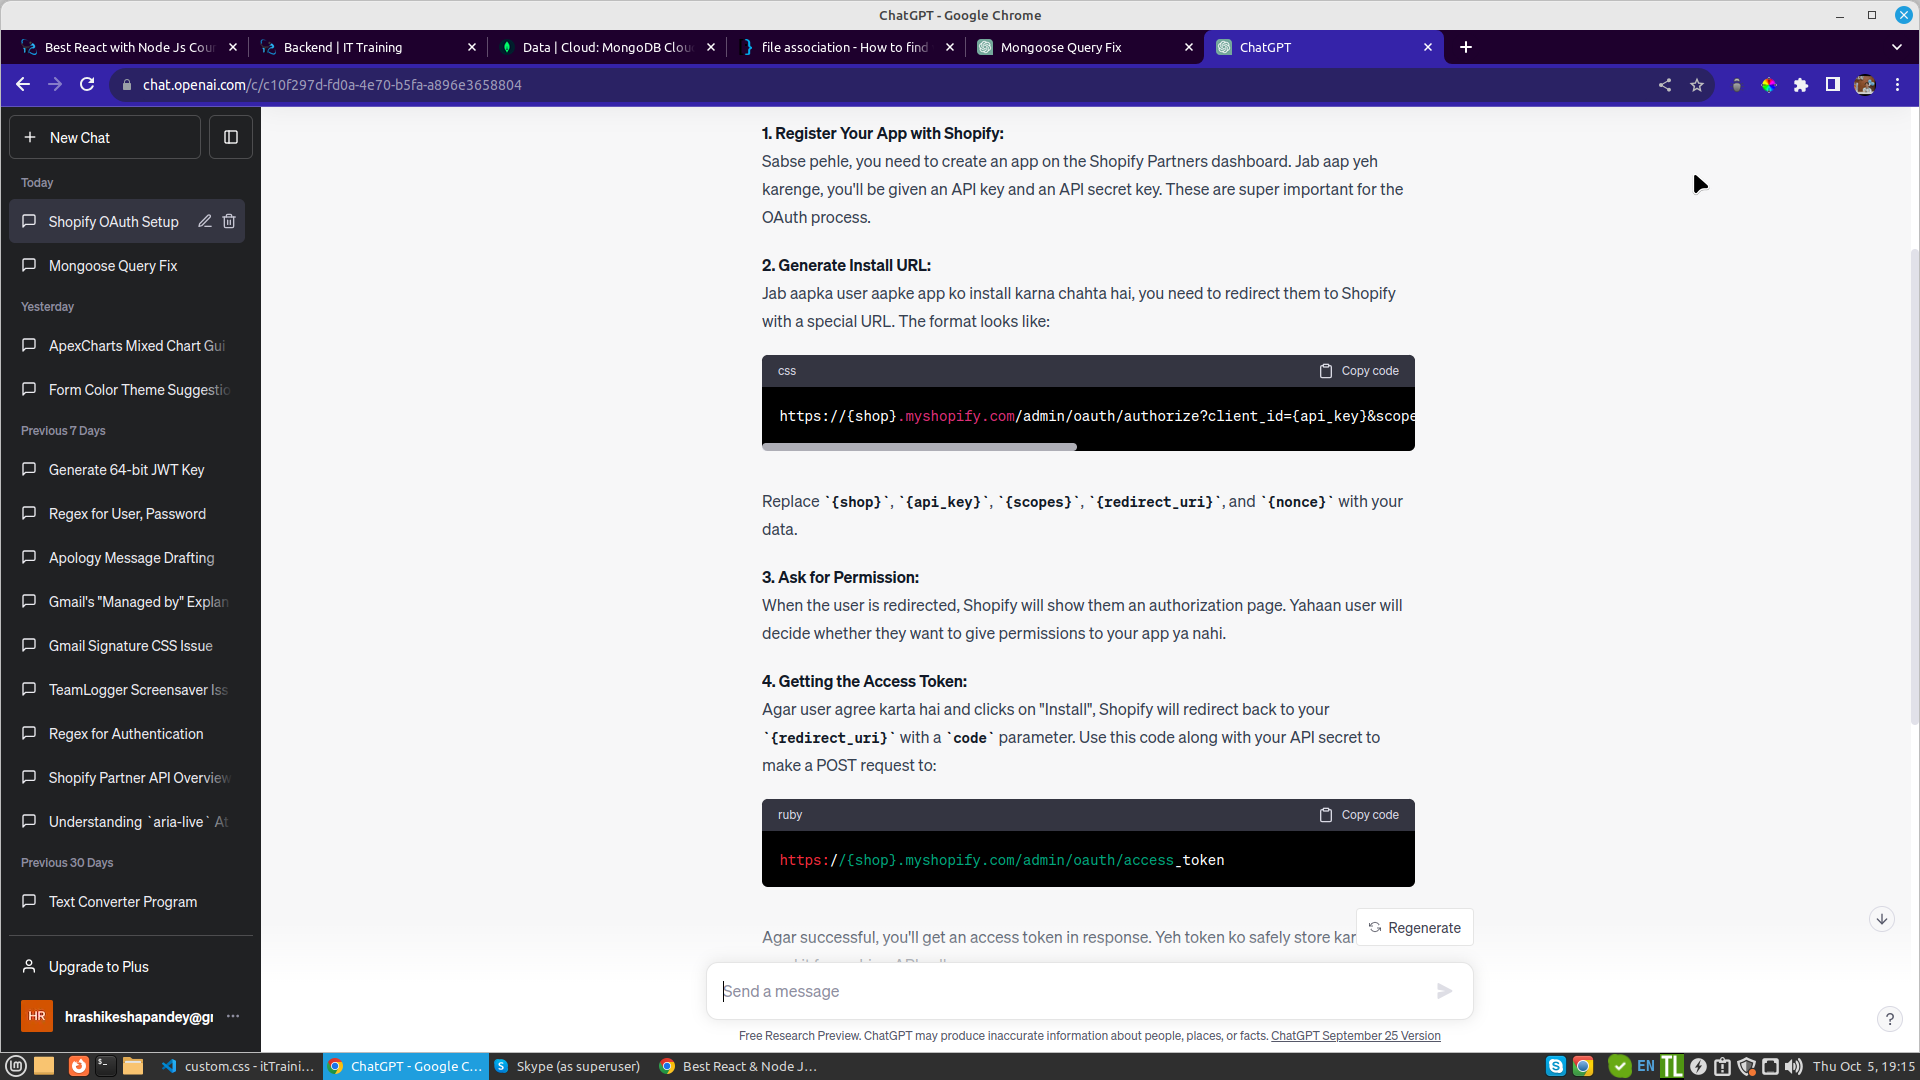 ChatGPT - Google Chrome
Best React with Node Js Cour
Backend | IT Training
Data | Cloud: MongoDB Clou
file association - How to find
Mongoose Query Fix
ChatGPT
chat.openai.com/c/c10f297d-fd0a-4e70-b5fa-a896e3658804
New Chat
Today
Shopify OAuth Setup
Mongoose Query Fix
Yesterday
ApexCharts Mixed Chart Gui
Form Color Theme Suggestio
Previous 7 Days
Generate 64-bit JWT Key
Regex for User, Password
Apology Message Drafting
Gmail's "Managed by" Explan
Gmail Signature CSS Issue
TeamLogger Screensaver Iss
Regex for Authentication
Shopify Partner API Overview
Understanding `aria-live` At
Previous 30 Days
Text Converter Program
Upgrade to Plus
HR
hrashikeshapandey@gr
1. Register Your App with Shopify:
Sabse pehle, you need to create an app on the Shopify Partners dashboard. Jab aap yeh
karenge, you'll be given an API key and an API secret key. These are super important for the
OAuth process.
2. Generate Install URL:
Jab aapka user aapke app ko install karna chahta hai, you need to redirect them to Shopify
with a special URL. The format looks like:
css
Copy code
https://{shop}.myshopify.com/admin/oauth/authorize?client_id={api_key}&scope
Replace `{shop}`, `{api_key}`, `{scopes}`, `{redirect_uri}`, and `{nonce}` with your
data.
3. Ask for Permission:
When the user is redirected, Shopify will show them an authorization page. Yahaan user will
decide whether they want to give permissions to your app ya nahi.
4. Getting the Access Token:
Agar user agree karta hai and clicks on "Install", Shopify will redirect back to your
`{redirect_uri}` with a `code` parameter. Use this code along with your API secret to
make a POST request to:
ruby
Copy code
https://{shop}.myshopify.com/admin/oauth/access_token
Agar successful, you'll get an access token in response. Yeh token ko safely store kar
Regenerate
Send a message
Free Research Preview. ChatGPT may produce inaccurate information about people, places, or facts. ChatGPT September 25 Version
?
custom.css - itTraini...
ChatGPT - Google C...
Skype (as superuser)
Best React & Node J...
EN
TL
Thu Oct 5, 19:15